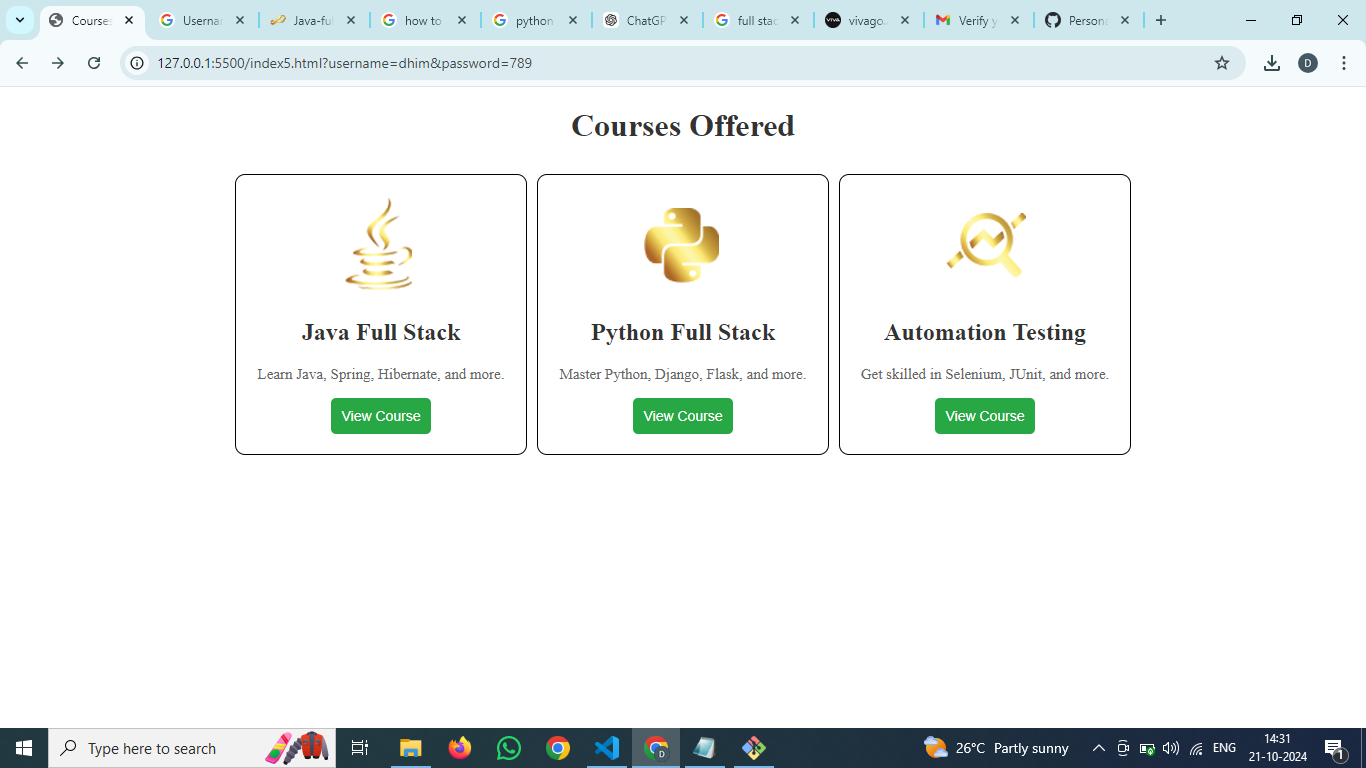 Courses Usernar Java-ful how to python ChatGP full stac vivago. Verify y Persona
127.0.0.1:5500/index5.html?username=dhim&password=789 D
Courses Offered
Java Full Stack Python Full Stack Automation Testing
Learn Java, Spring, Hibernate, and more. Master Python, Django, Flask, and more. Get skilled in Selenium, JUnit, and more.
View Course View Course View Course
Type here to search 26°C Partly sunny ENG 14:31
21-10-2024 1